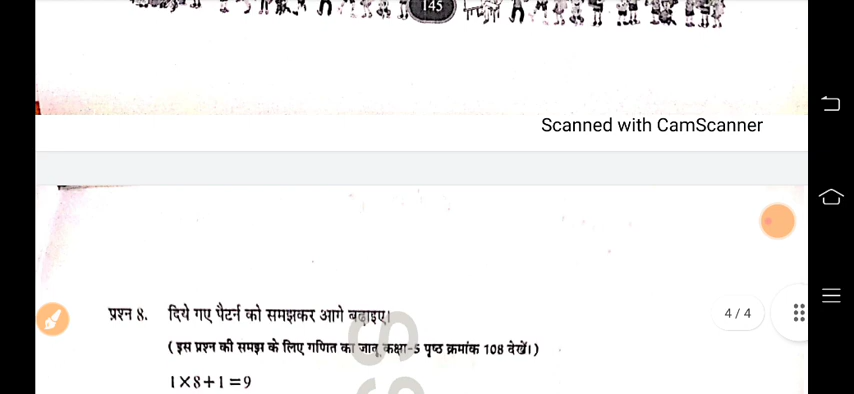 145
Scanned with CamScanner
प्रश्न 8. दिये गए पैटर्न को समझकर आगे बढ़ाइए।
4 / 4
( इस प्रश्न की समझ के लिए गणित का जादू कक्षा-5 पृष्ठ क्रमांक 108 देखें। )
1×8+1=9